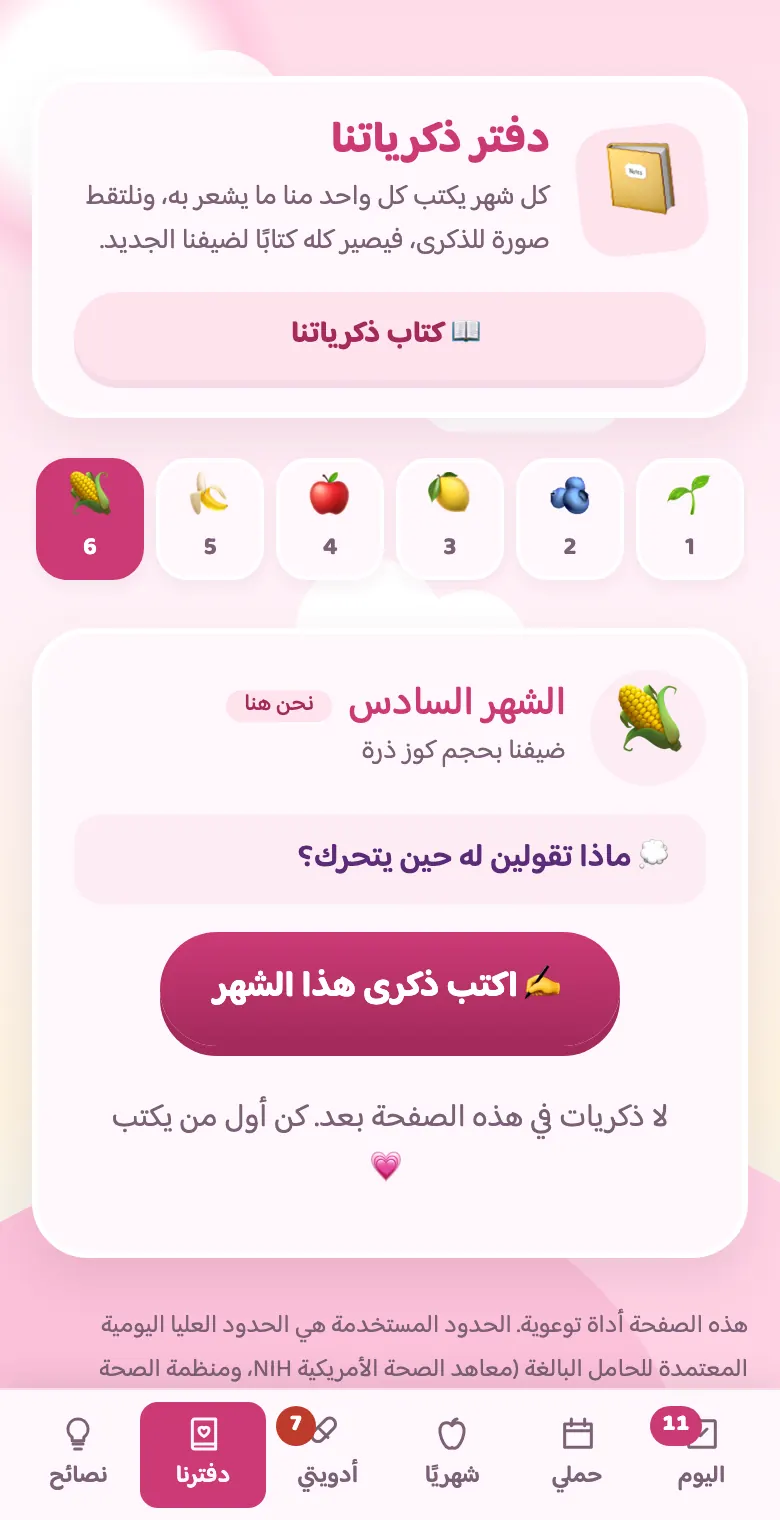 دفتر ذكرياتنا
كل شهر يكتب كل واحد منا ما يشعر به، ونلتقط
صورة للذكرى، فيصير كله كتابًا لضيفنا الجديد.
📖 كتاب ذكرياتنا
1
2
3
4
5
6
الشهر السادس
نحن هنا
ضيفنا بحجم كوز ذرة
💭 ماذا تقولين له حين يتحرك؟
✍️ اكتب ذكرى هذا الشهر
لا ذكريات في هذه الصفحة بعد. كن أول من يكتب
💗
هذه الصفحة أداة توعوية. الحدود المستخدمة هي الحدود العليا اليومية
المعتمدة للحامل البالغة (معاهد الصحة الأمريكية NIH، ومنظمة الصحة
11
اليوم
حملي
شهريًا
7
أدويتي
دفترنا
نصائح